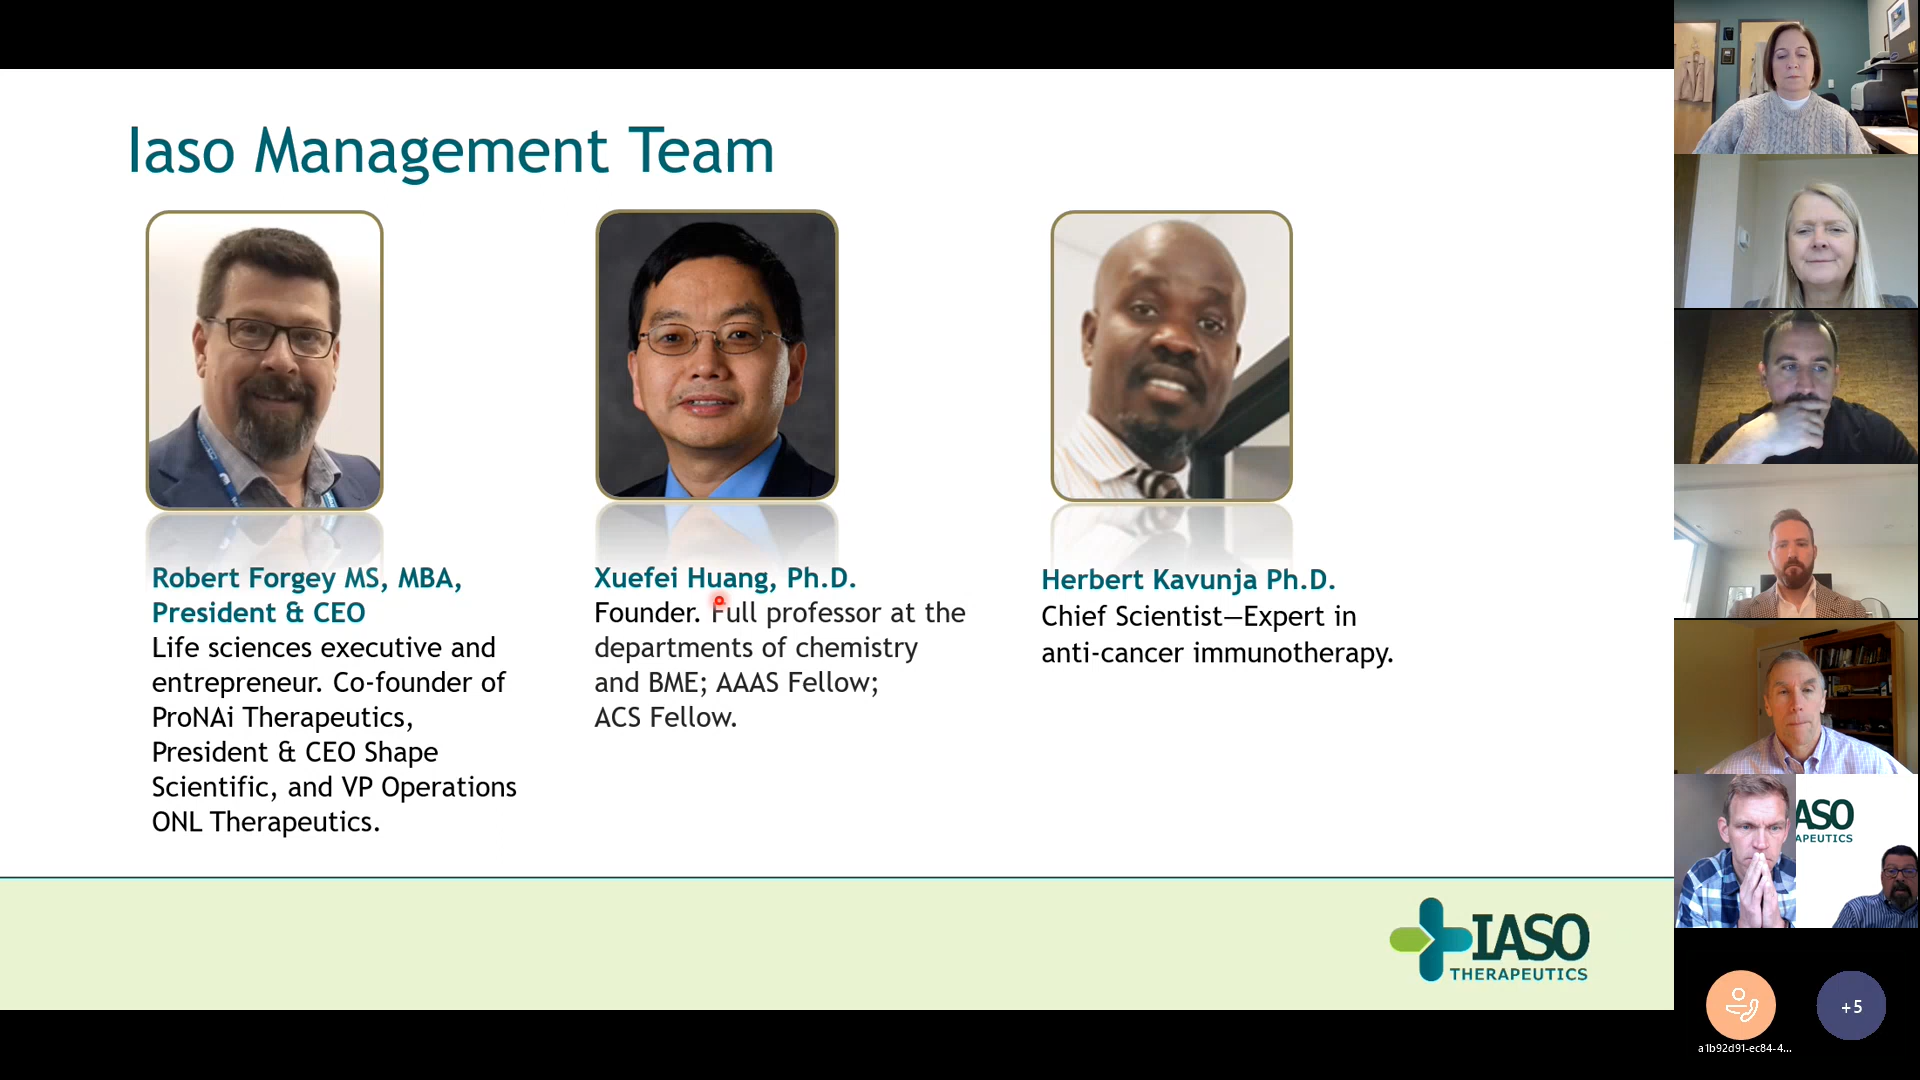 Iaso Management Team
Robert Forgey MS, MBA,
President & CEO
Life sciences executive and
entrepreneur. Co-founder of
ProNAi Therapeutics,
President & CEO Shape
Scientific, and VP Operations
ONL Therapeutics.
Xuefei Huang, Ph.D.
Founder. Full professor at the
departments of chemistry
and BME; AAAS Fellow;
ACS Fellow.
Herbert Kavunja Ph.D.
Chief Scientist—Expert in
anti-cancer immunotherapy.
IASO
THERAPEUTICS
ASO
APEUTICS
+5
a1b92d91-ec84-4...